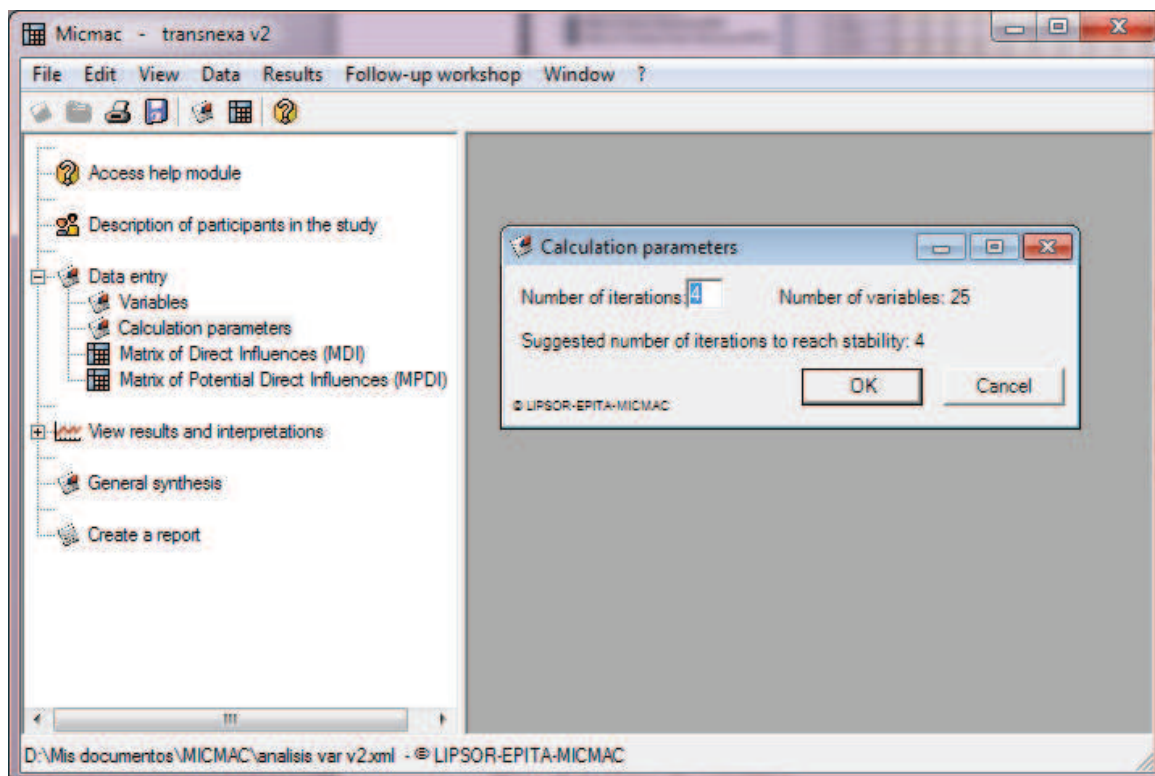 Micmac - transnexa v2
File Edit View Data Results Follow-up workshop Window ?
Access help module
Description of participants in the study
Data entry
Variables
Calculation parameters
Matrix of Direct Influences (MDI)
Matrix of Potential Direct Influences (MPDI)
View results and interpretations
General synthesis
Create a report
Calculation parameters
Number of iterations: 4 Number of variables: 25
Suggested number of iterations to reach stability: 4
OK Cancel
© LIPSOR-EPITA-MICMAC
D:\Mis documentos\MICMAC\analisis var v2.xml - © LIPSOR-EPITA-MICMAC